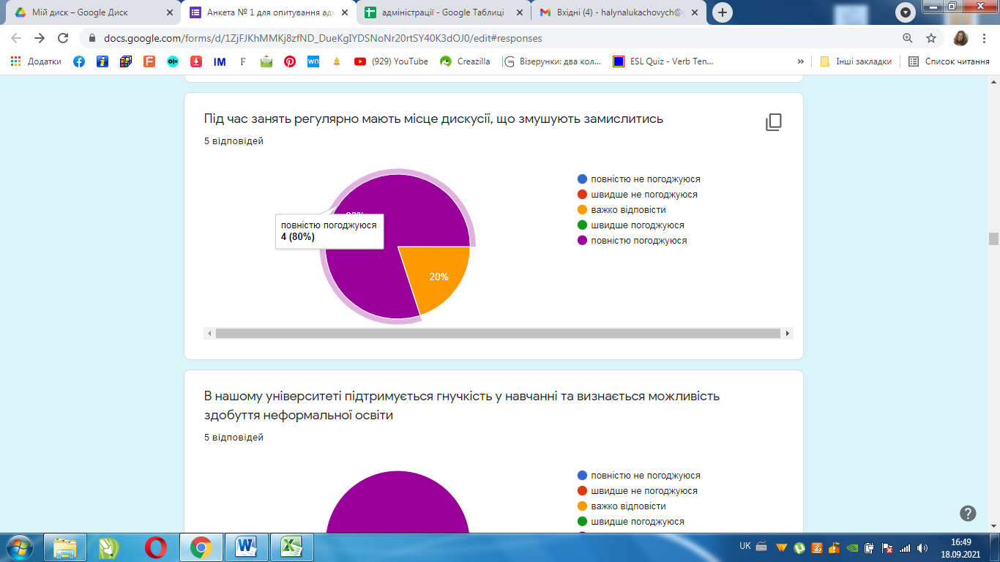 Мій диск – Google Диск
Анкета № 1 для опитування ад
адміністрації - Google Таблиці
Вхідні (4) - halynalukachovych@
docs.google.com/forms/d/1ZjFJKhMMKj8zfND_DueKgIYDSNoNr20rtSY40K3dOJ0/edit#responses
Додатки
IM
F
wn
(929) YouTube
Creazilla
Візерунки: два кол...
ESL Quiz - Verb Ten...
»
Інші закладки
Список читання
Під час занять регулярно мають місце дискусії, що змушують замислитись
5 відповідей
повністю погоджуюся
4 (80%)
20%
повністю не погоджуюся
швидше не погоджуюся
важко відповісти
швидше погоджуюся
повністю погоджуюся
В нашому університеті підтримується гнучкість у навчанні та визнається можливість
здобуття неформальної освіти
5 відповідей
повністю не погоджуюся
швидше не погоджуюся
важко відповісти
швидше погоджуюся
UK
16:49
18.09.2021